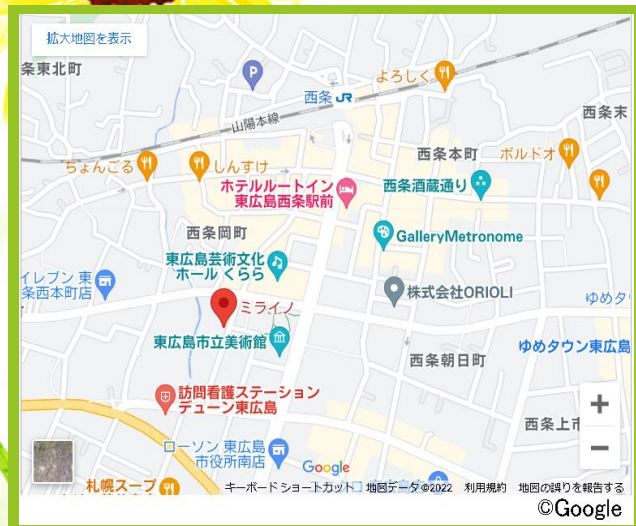 拡大地図を表示
条東北町
P
よろしく
西条 JR
山陽本線
西条末
ちょんごる
しんすけ
西条本町
ボルドオ
ホテルルートイン
東広島西条駅前
西条酒蔵通り
西条岡町
GalleryMetronome
東広島芸術文化
ホール くらら
イレブン 東
条西本町店
株式会社ORIOLI
ゆめタ
ミライノ
東広島市立美術館
ゆめタウン東広島
西条朝日町
訪問看護ステーション
デューン東広島
+
西条上市
−
ローソン 東広島
市役所南店
Google
札幌スープ
キーボード ショートカット 地図データ ©2022 利用規約 地図の誤りを報告する
©Google